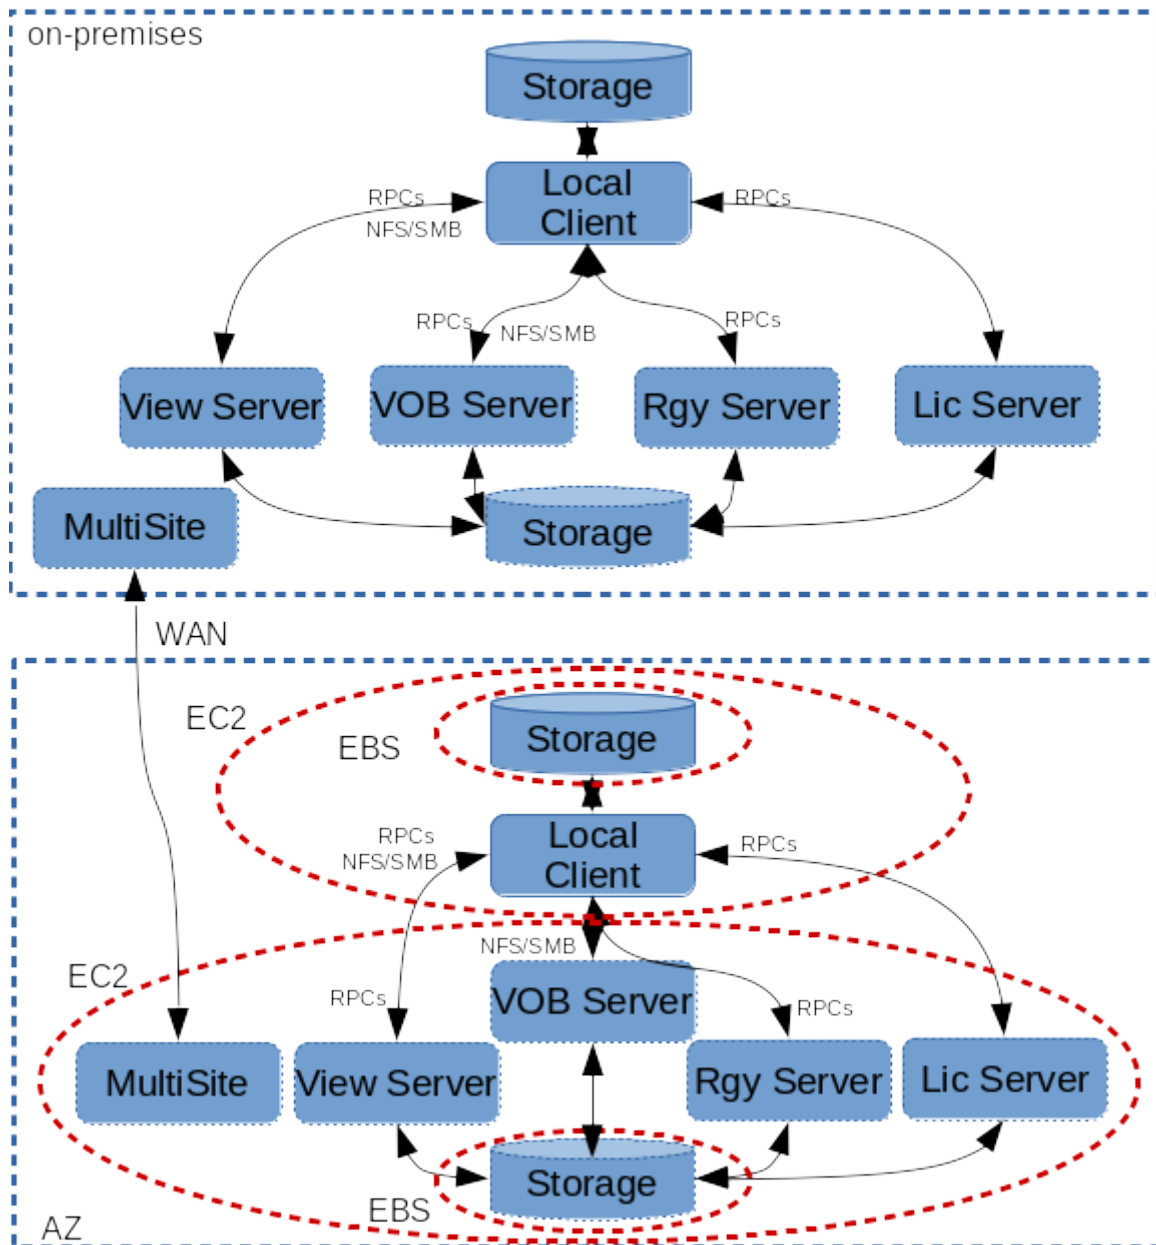 on-premises
Storage
Local
Client
RPCs
NFS/SMB
RPCs
RPCs
NFS/SMB
RPCs
View Server
VOB Server
Rgy Server
Lic Server
MultiSite
Storage
WAN
EC2
EBS
Storage
RPCs
NFS/SMB
Local
Client
RPCs
EC2
NFS/SMB
RPCs
VOB Server
RPCs
MultiSite
View Server
Rgy Server
Lic Server
Storage
EBS
AZ